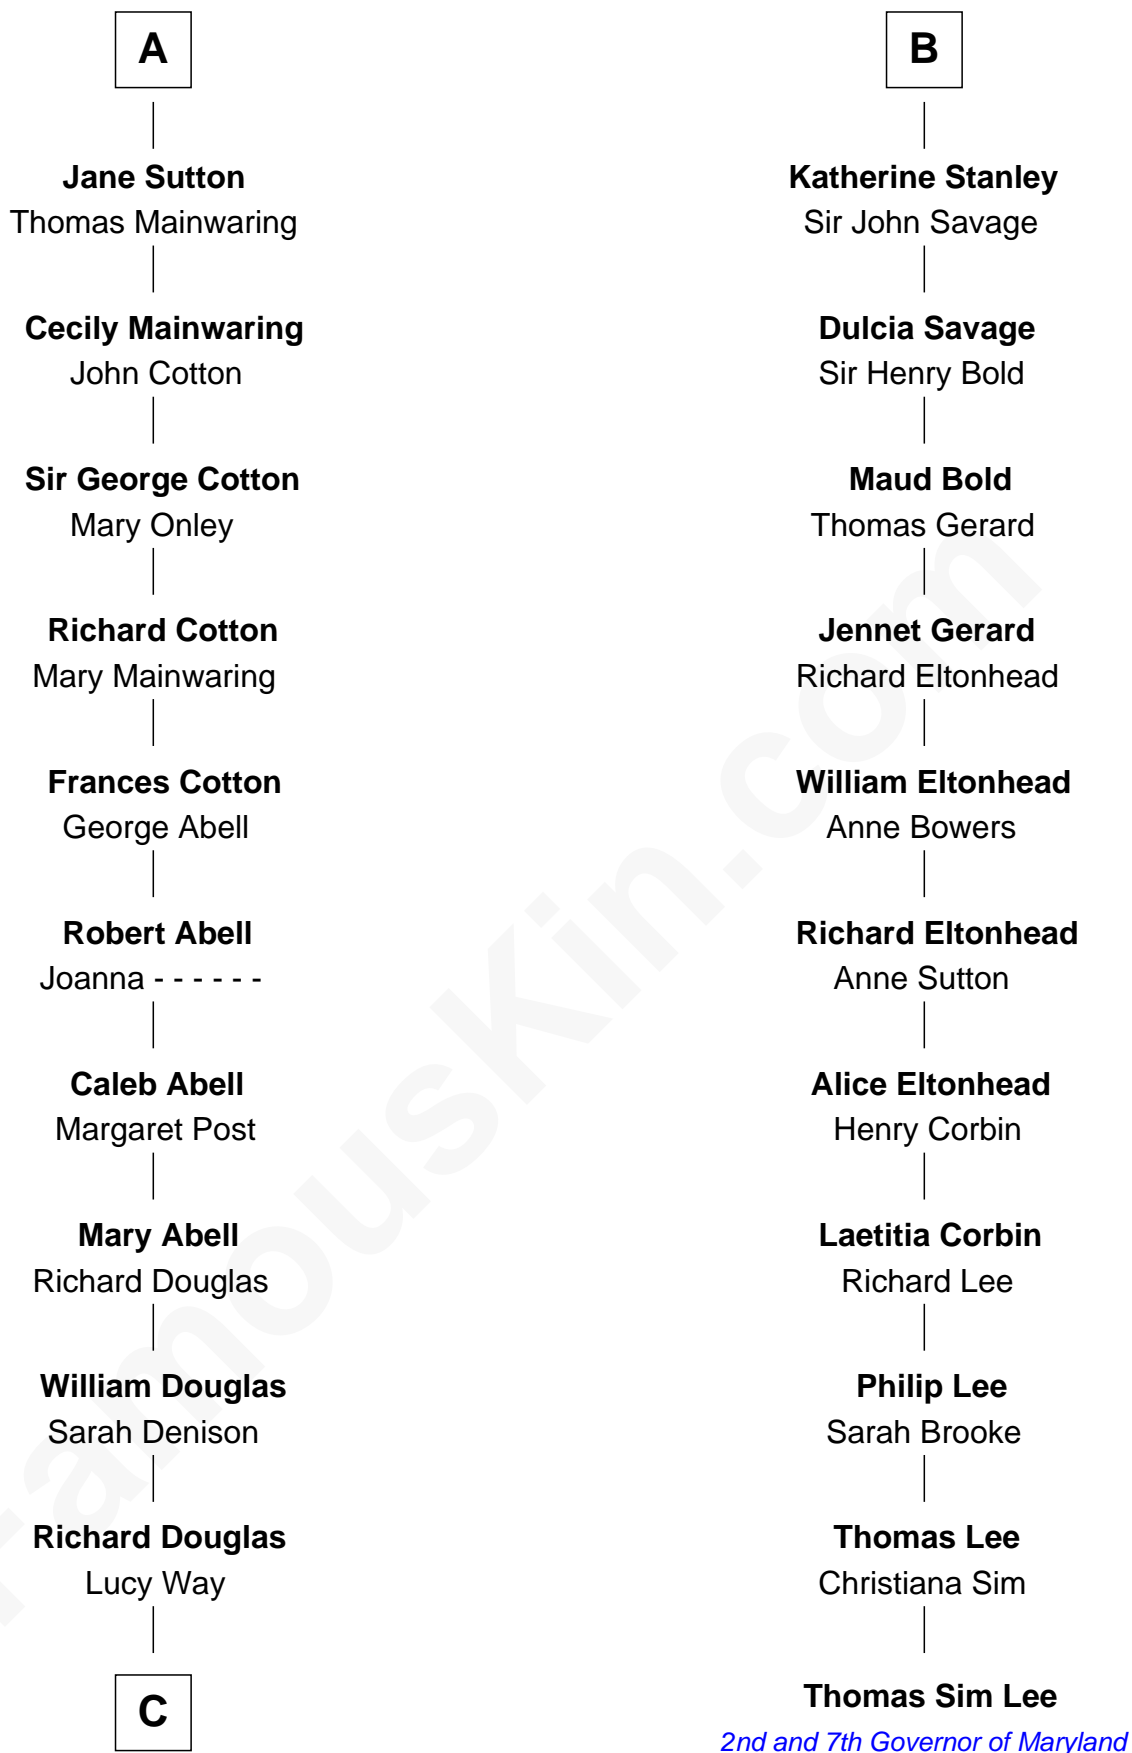 A
Jane Sutton
Thomas Mainwaring
Cecily Mainwaring
John Cotton
Sir George Cotton
Mary Onley
Richard Cotton
Mary Mainwaring
Frances Cotton
George Abell
Robert Abell
Joanna - - - - - -
Caleb Abell
Margaret Post
Mary Abell
Richard Douglas
William Douglas
Sarah Denison
Richard Douglas
Lucy Way
C
B
Katherine Stanley
Sir John Savage
Dulcia Savage
Sir Henry Bold
Maud Bold
Thomas Gerard
Jennet Gerard
Richard Eltonhead
William Eltonhead
Anne Bowers
Richard Eltonhead
Anne Sutton
Alice Eltonhead
Henry Corbin
Laetitia Corbin
Richard Lee
Philip Lee
Sarah Brooke
Thomas Lee
Christiana Sim
Thomas Sim Lee
2nd and 7th Governor of Maryland
FamousKin.com